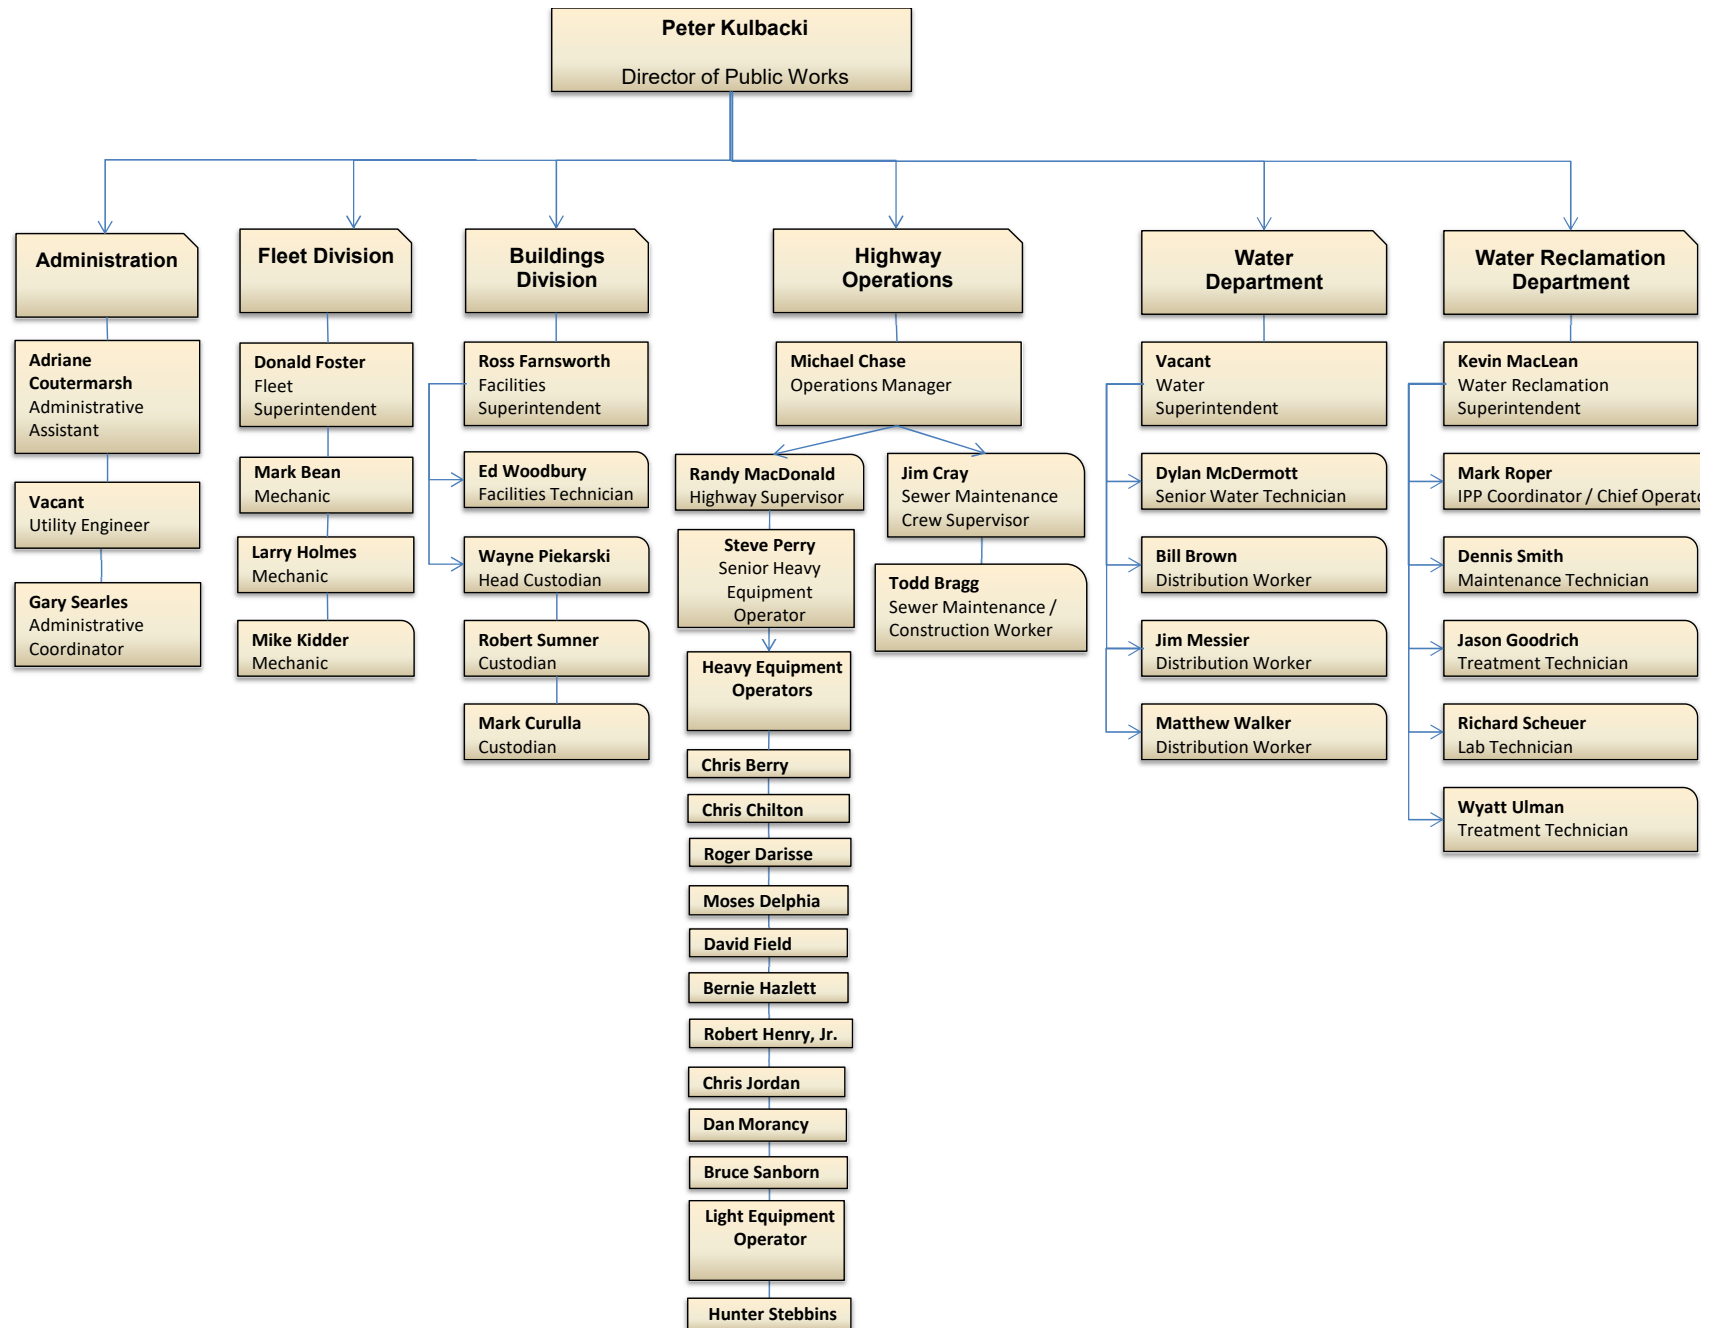 Peter Kulbacki
Director of Public Works
Administration
Adriane
Coutermarsh
Administrative
Assistant
Vacant
Utility Engineer
Gary Searles
Administrative
Coordinator
Fleet Division
Donald Foster
Fleet
Superintendent
Mark Bean
Mechanic
Larry Holmes
Mechanic
Mike Kidder
Mechanic
Buildings
Division
Ross Farnsworth
Facilities
Superintendent
Ed Woodbury
Facilities Technician
Wayne Piekarski
Head Custodian
Robert Sumner
Custodian
Mark Curulla
Custodian
Highway
Operations
Michael Chase
Operations Manager
Randy MacDonald
Highway Supervisor
Steve Perry
Senior Heavy
Equipment
Operator
Heavy Equipment
Operators
Chris Berry
Chris Chilton
Roger Darisse
Moses Delphia
David Field
Bernie Hazlett
Robert Henry, Jr.
Chris Jordan
Dan Morancy
Bruce Sanborn
Light Equipment
Operator
Hunter Stebbins
Jim Cray
Sewer Maintenance
Crew Supervisor
Todd Bragg
Sewer Maintenance /
Construction Worker
Water
Department
Vacant
Water
Superintendent
Dylan McDermott
Senior Water Technician
Bill Brown
Distribution Worker
Jim Messier
Distribution Worker
Matthew Walker
Distribution Worker
Water Reclamation
Department
Kevin MacLean
Water Reclamation
Superintendent
Mark Roper
IPP Coordinator / Chief Operato
Dennis Smith
Maintenance Technician
Jason Goodrich
Treatment Technician
Richard Scheuer
Lab Technician
Wyatt Ulman
Treatment Technician